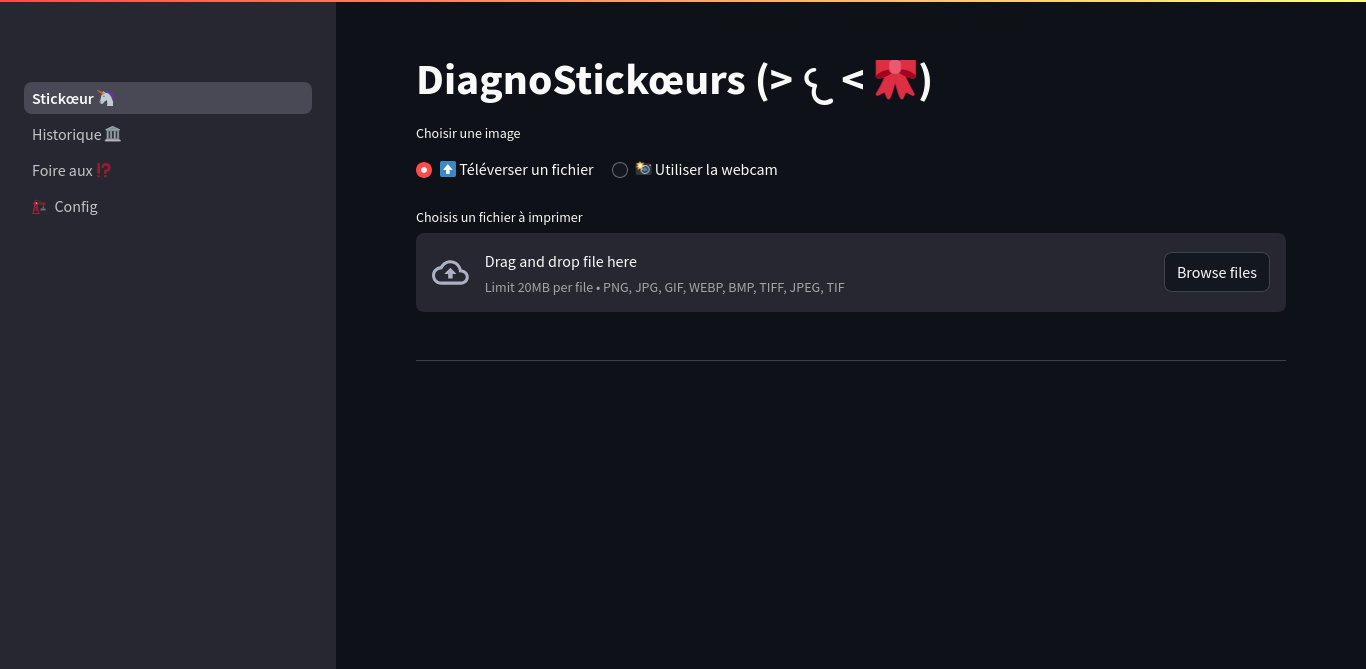 Stickœur 🦄
Historique 🏛️
Foire aux ⁉️
🏗️ Config
DiagnoStickœurs (> ૮ < 🎀)
Choisir une image
⬆️ Téléverser un fichier 📸 Utiliser la webcam
Choisis un fichier à imprimer
Drag and drop file here
Limit 20MB per file • PNG, JPG, GIF, WEBP, BMP, TIFF, JPEG, TIF
Browse files